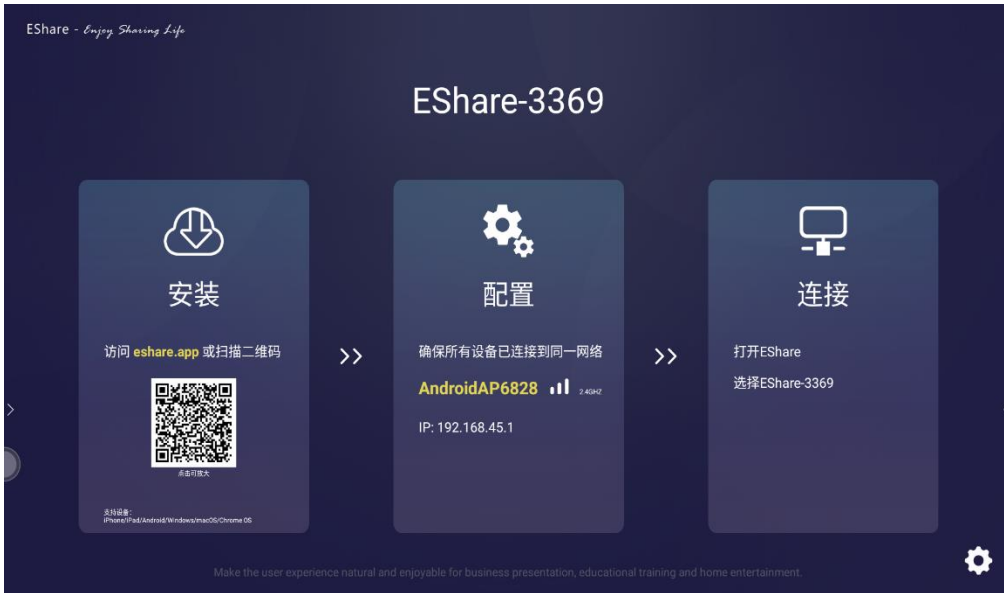 EShare - Enjoy Sharing Life
EShare-3369
安装
访问 eshare.app 或扫描二维码
点击可放大
支持设备:
iPhone/iPad/Android/Windows/macOS/Chrome OS
配置
确保所有设备已连接到同一网络
AndroidAP6828 2.4GHZ
IP: 192.168.45.1
连接
打开EShare
选择EShare-3369
Make the user experience natural and enjoyable for business presentation, educational training and home entertainment.